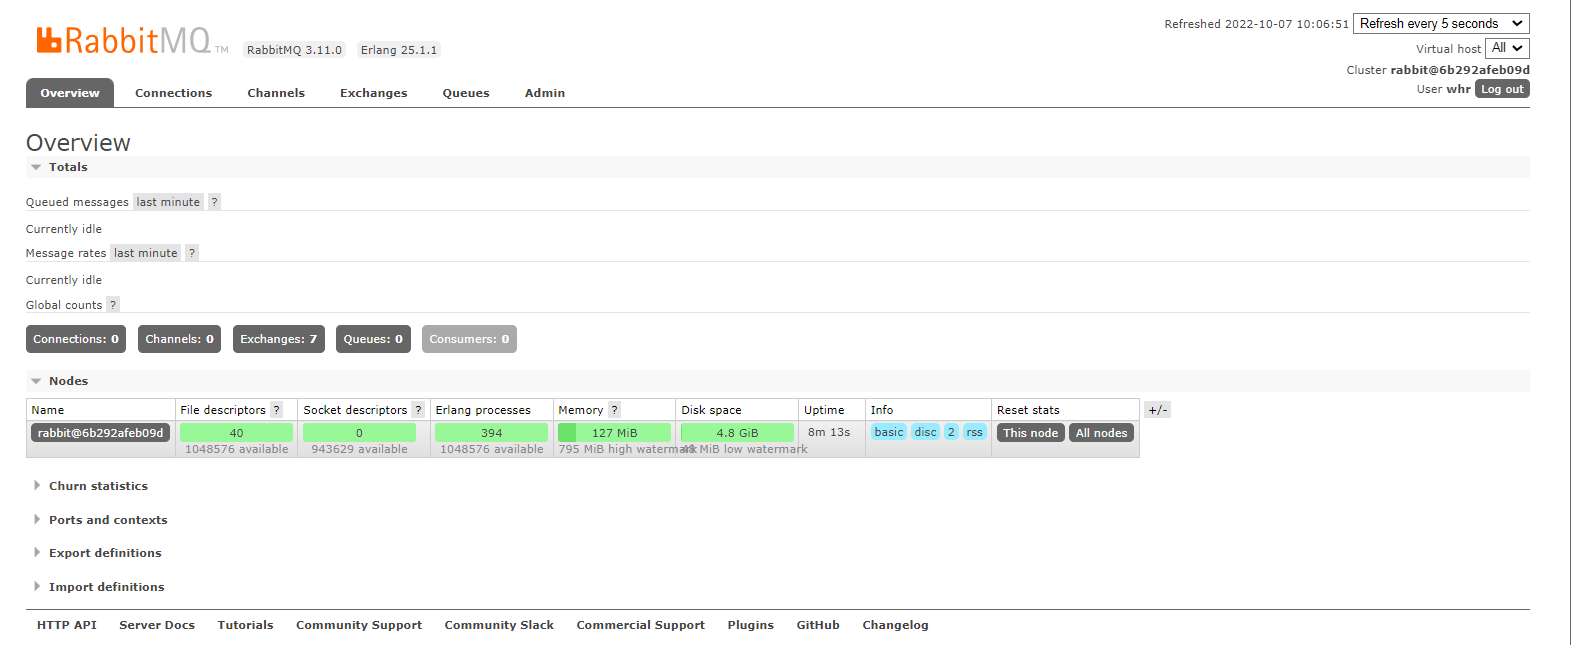 RabbitMQ TM RabbitMQ 3.11.0 Erlang 25.1.1
Refreshed 2022-10-07 10:06:51 Refresh every 5 seconds
Virtual host All
Cluster rabbit@6b292afeb09d
User whr Log out
Overview Connections Channels Exchanges Queues Admin
Overview
Totals
Queued messages last minute ?
Currently idle
Message rates last minute ?
Currently idle
Global counts ?
Connections: 0 Channels: 0 Exchanges: 7 Queues: 0 Consumers: 0
Nodes
Name File descriptors ? Socket descriptors ? Erlang processes Memory ? Disk space Uptime Info Reset stats +/-
rabbit@6b292afeb09d 40 0 394 127 MiB 4.8 GiB 8m 13s basic disc 2 rss This node All nodes
1048576 available 943629 available 1048576 available 795 MiB high watermark MiB low watermark
Churn statistics
Ports and contexts
Export definitions
Import definitions
HTTP API Server Docs Tutorials Community Support Community Slack Commercial Support Plugins GitHub Changelog